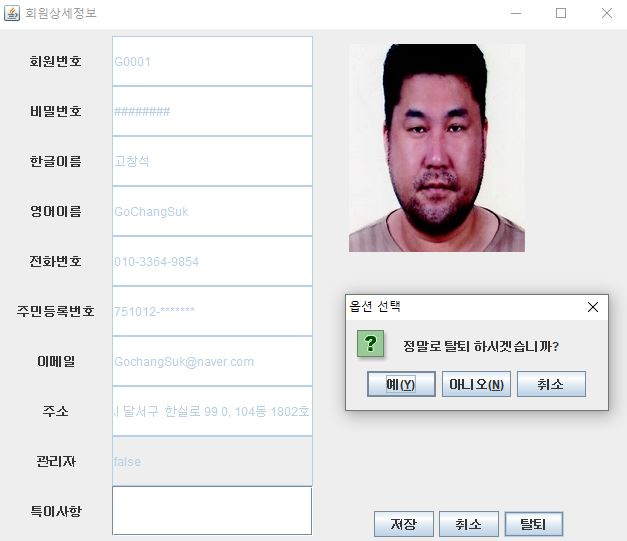 회원상세정보
회원번호 G0001
비밀번호 ########
한글이름 고창석
영어이름 GoChangSuk
전화번호 010-3364-9854
주민등록번호 751012-*******
이메일 GochangSuk@naver.com
주소 시 달서구 한실로 99 0, 104동 1802호
관리자 false
특이사항
옵션 선택
정말로 탈퇴 하시겟습니까?
예(Y) 아니오(N) 취소
저장 취소 탈퇴